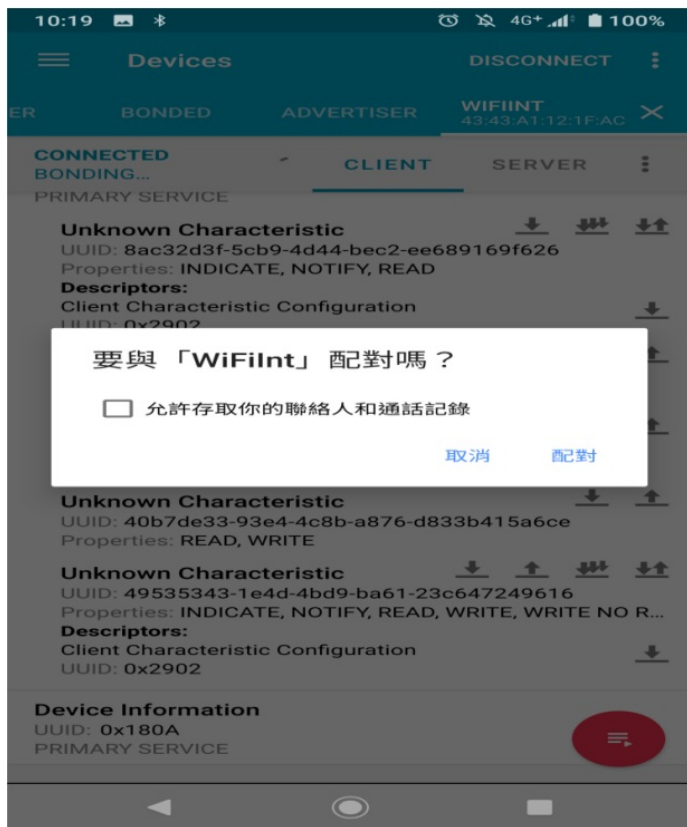 10:19 4G+ 100%
Devices DISCONNECT
ER BONDED ADVERTISER WIFIINT
43:43:A1:12:1F:AC
CONNECTED CLIENT SERVER
BONDING...
PRIMARY SERVICE
Unknown Characteristic
UUID: 8ac32d3f-5cb9-4d44-bec2-ee689169f626
Properties: INDICATE, NOTIFY, READ
Descriptors:
Client Characteristic Configuration
UUID: 0x2902
要與「WiFiInt」配對嗎？
允許存取你的聯絡人和通話記錄
取消 配對
Unknown Characteristic
UUID: 40b7de33-93e4-4c8b-a876-d833b415a6ce
Properties: READ, WRITE
Unknown Characteristic
UUID: 49535343-1e4d-4bd9-ba61-23c647249616
Properties: INDICATE, NOTIFY, READ, WRITE, WRITE NO R...
Descriptors:
Client Characteristic Configuration
UUID: 0x2902
Device Information
UUID: 0x180A
PRIMARY SERVICE